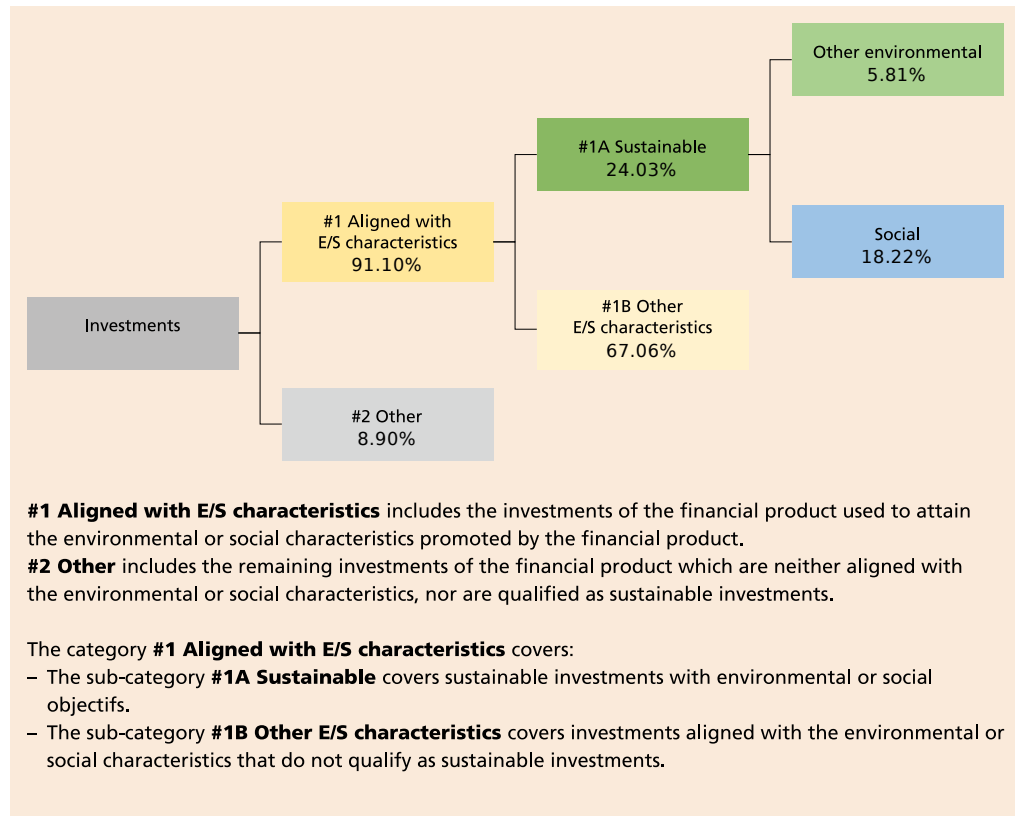 Other environmental
5.81%
#1A Sustainable
24.03%
#1 Aligned with
E/S characteristics
91.10%
Social
18.22%
Investments
#1B Other
E/S characteristics
67.06%
#2 Other
8.90%
#1 Aligned with E/S characteristics includes the investments of the financial product used to attain
the environmental or social characteristics promoted by the financial product.
#2 Other includes the remaining investments of the financial product which are neither aligned with
the environmental or social characteristics, nor are qualified as sustainable investments.
The category #1 Aligned with E/S characteristics covers:
– The sub-category #1A Sustainable covers sustainable investments with environmental or social
objectifs.
– The sub-category #1B Other E/S characteristics covers investments aligned with the environmental or
social characteristics that do not qualify as sustainable investments.